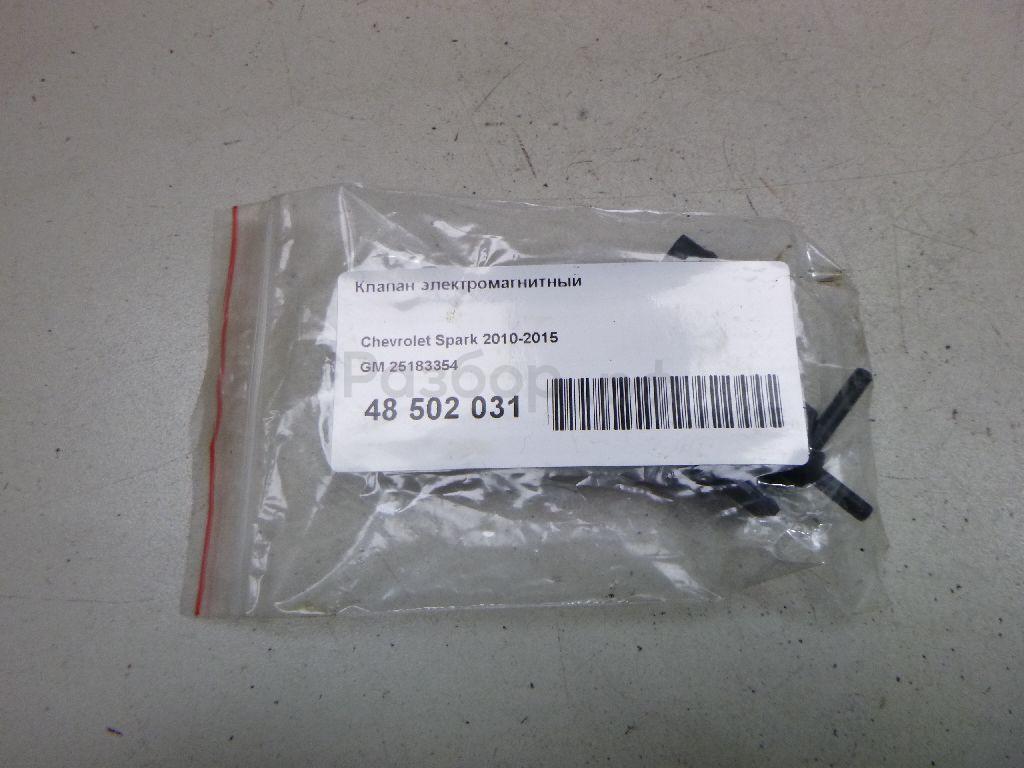 Клапан электромагнитный
Chevrolet Spark 2010-2015
GM 25183354
48 502 031